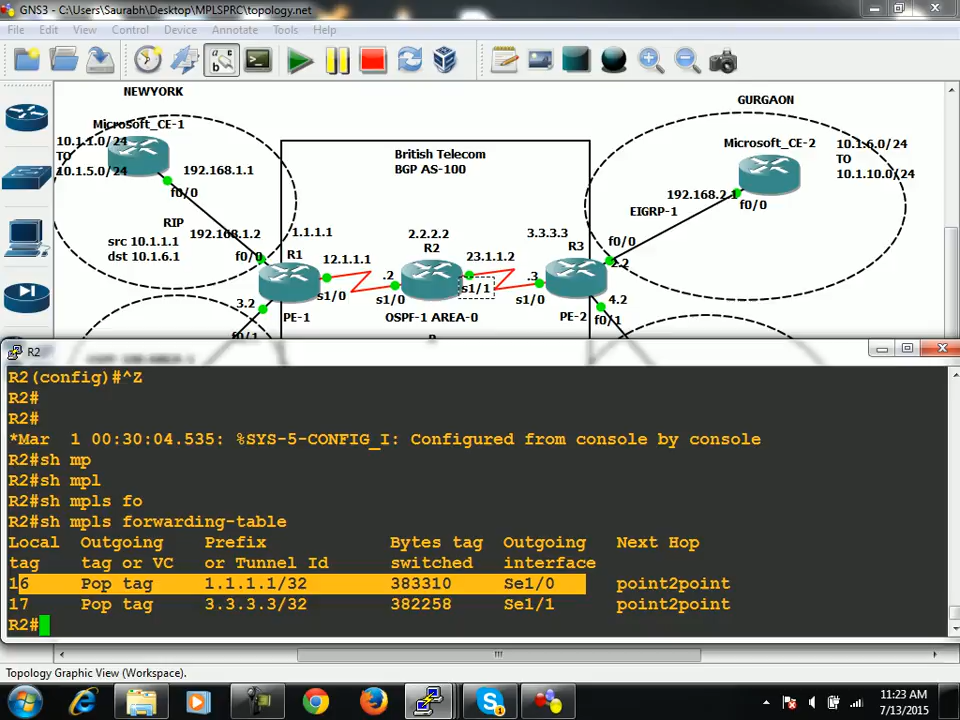 GNS3 - C:\Users\Saurabh\Desktop\MPLSPRC\topology.net
File Edit View Control Device Annotate Tools Help
NEWYORK
GURGAON
Microsoft_CE-1
10.1.1.0/24
TO
10.1.5.0/24
192.168.1.1
f0/0
RIP
src 10.1.1.1
dst 10.1.6.1
192.168.1.2
f0/0
British Telecom
BGP AS-100
1.1.1.1
R1
12.1.1.1
s1/0
3.2
PE-1
f0/1
2.2.2.2
R2
.2
s1/0
23.1.1.2
s1/1
OSPF-1 AREA-0
3.3.3.3
R3
.3
s1/0
PE-2
f0/0
2.2
4.2
f0/1
Microsoft_CE-2
10.1.6.0/24
TO
10.1.10.0/24
192.168.2.1
f0/0
EIGRP-1
R2
R2(config)#^Z
R2#
R2#
*Mar  1 00:30:04.535: %SYS-5-CONFIG_I: Configured from console by console
R2#sh mp
R2#sh mpl
R2#sh mpls fo
R2#sh mpls forwarding-table
Local Outgoing Prefix Bytes tag Outgoing Next Hop
tag tag or VC or Tunnel Id switched interface
16 Pop tag 1.1.1.1/32 383310 Se1/0 point2point
17 Pop tag 3.3.3.3/32 382258 Se1/1 point2point
R2#
Topology Graphic View (Workspace).
11:23 AM
7/13/2015